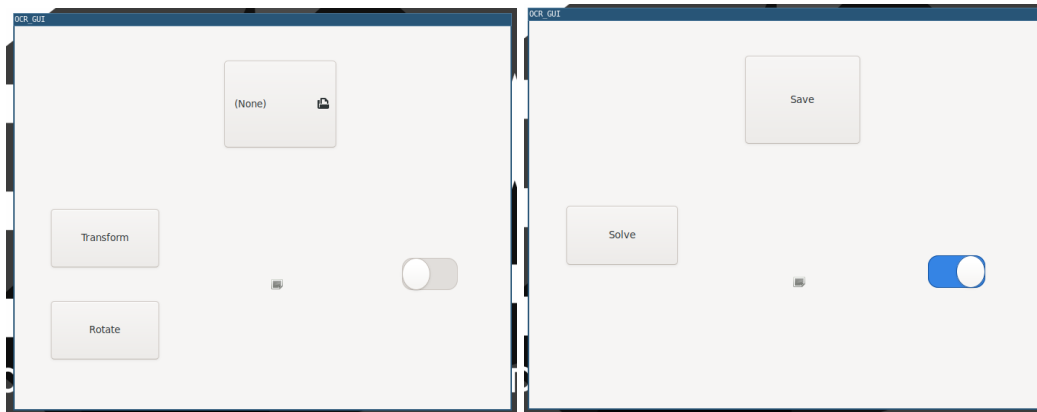 OCR_GUI
(None)
Transform
Rotate
OCR_GUI
Save
Solve